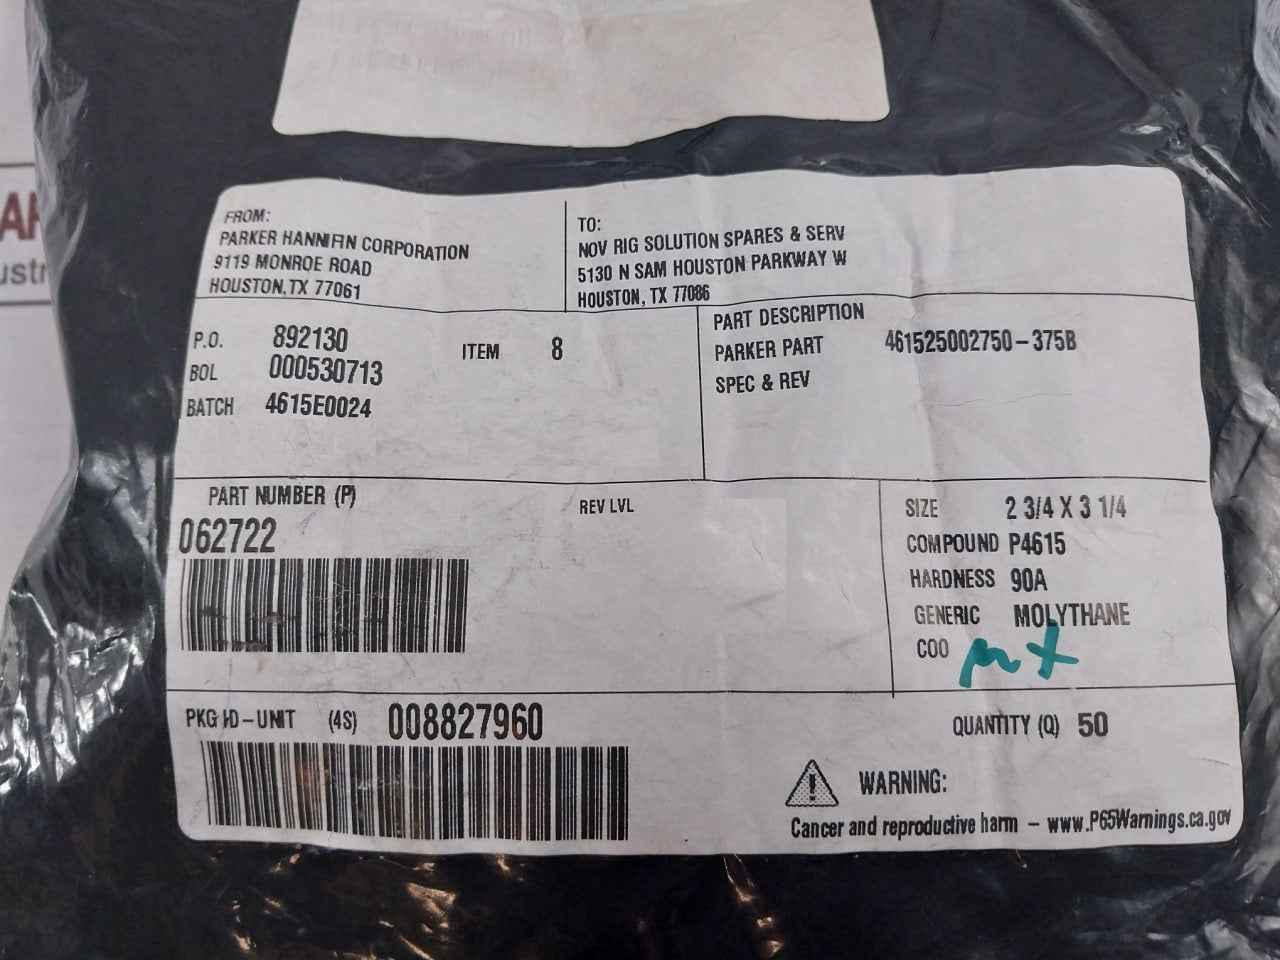 FROM:
PARKER HANNIFIN CORPORATION
9119 MONROE ROAD
HOUSTON, TX 77061
TO:
NOV RIG SOLUTION SPARES & SERV
5130 N SAM HOUSTON PARKWAY W
HOUSTON, TX 77086
P.O. 892130 ITEM 8
BOL 000530713
BATCH 4615E0024
PART DESCRIPTION
PARKER PART 461525002750-375B
SPEC & REV
PART NUMBER (P) REV LVL
062722
SIZE 2 3/4 X 3 1/4
COMPOUND P4615
HARDNESS 90A
GENERIC MOLYTHANE
COO
PKG ID-UNIT (4S) 008827960
QUANTITY (Q) 50
WARNING:
Cancer and reproductive harm - www.P65Warnings.ca.gov